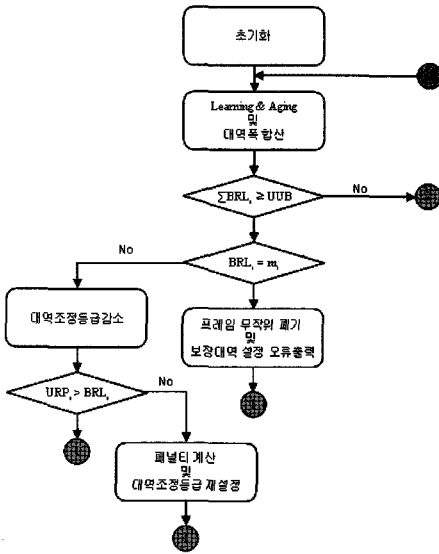 초기화
Learning & Aging
및
대역폭 합산
∑BRLᵢ ≥ UUB
No
BRLᵢ = mᵢ
No
대역조정등급감소
프레임 무작위 폐기
및
보장대역 설정 오류출력
URPᵢ > BRLᵢ
No
패널티 계산
및
대역조정등급 재설정